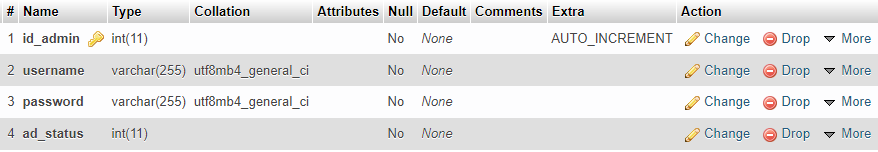 # Name Type Collation Attributes Null Default Comments Extra Action
1 id_admin int(11) No None AUTO_INCREMENT Change Drop More
2 username varchar(255) utf8mb4_general_ci No None Change Drop More
3 password varchar(255) utf8mb4_general_ci No None Change Drop More
4 ad_status int(11) No None Change Drop More